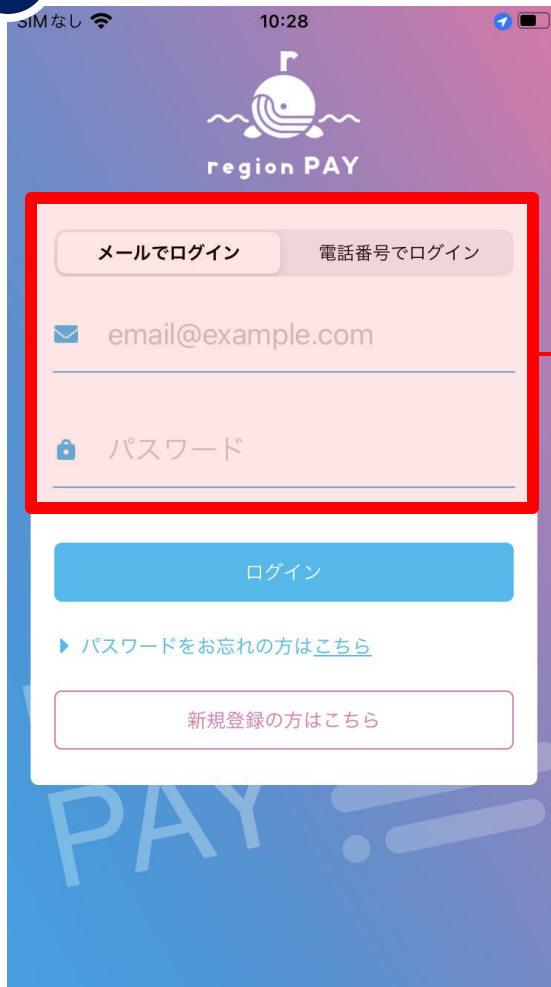 SIMなし 10:28
r
region PAY
メールでログイン 電話番号でログイン
email@example.com
パスワード
ログイン
パスワードをお忘れの方はこちら
新規登録の方はこちら
PAY